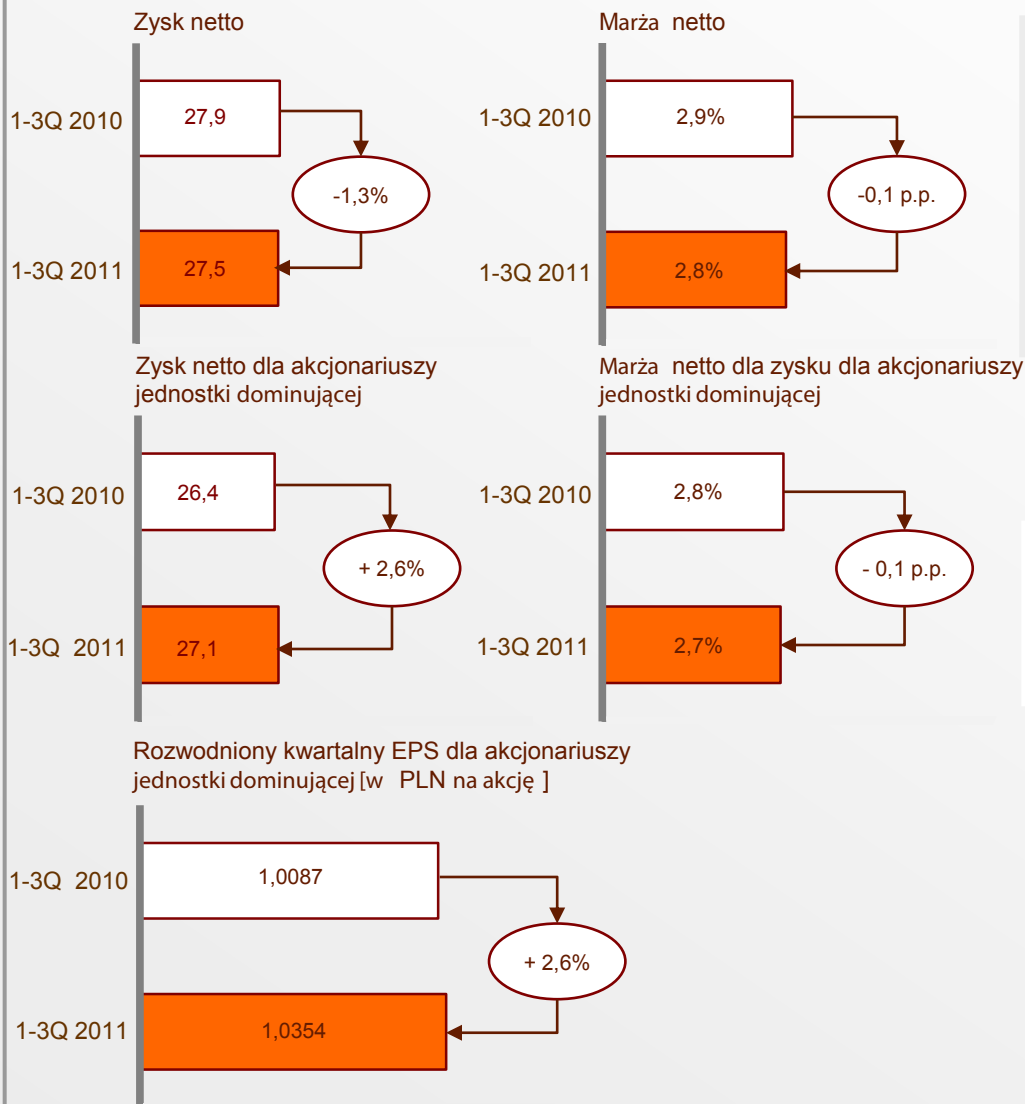 Zysk netto
1-3Q 2010
27,9
-1,3%
1-3Q 2011
27,5
Marża netto
1-3Q 2010
2,9%
-0,1 p.p.
1-3Q 2011
2,8%
Zysk netto dla akcjonariuszy
jednostki dominującej
1-3Q 2010
26,4
+ 2,6%
1-3Q 2011
27,1
Marża netto dla zysku dla akcjonariuszy
jednostki dominującej
1-3Q 2010
2,8%
- 0,1 p.p.
1-3Q 2011
2,7%
Rozwodniony kwartalny EPS dla akcjonariuszy
jednostki dominującej [w PLN na akcję ]
1-3Q 2010
1,0087
+ 2,6%
1-3Q 2011
1,0354